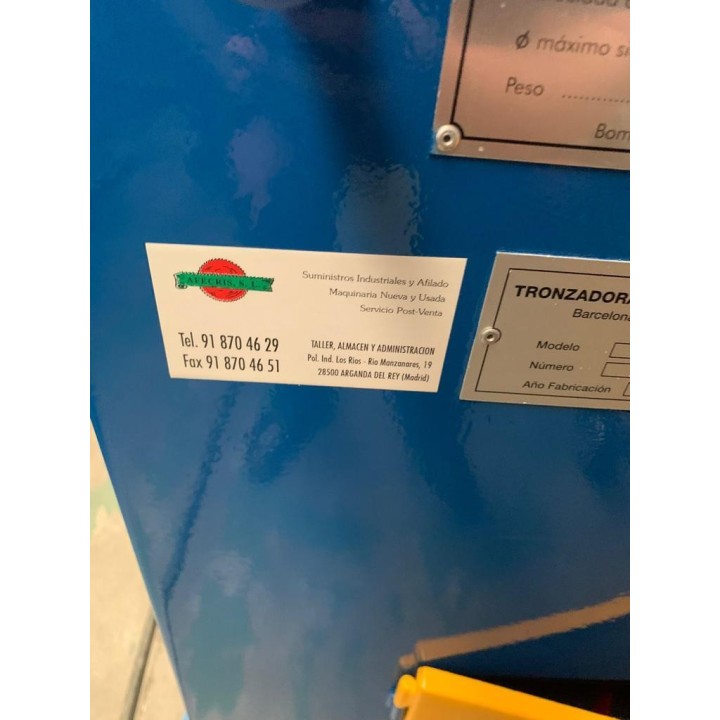 Ø máximo
Peso
AFECRIS, S. L.
Suministros Industriales y Afilado
Maquinaria Nueva y Usada
Servicio Post-Venta
Tel. 91 870 46 29
Fax 91 870 46 51
TALLER, ALMACEN Y ADMINISTRACION
Pol. Ind. Los Rios - Rio Manzanares, 19
28500 ARGANDA DEL REY (Madrid)
TRONZADORA
Barcelona
Modelo
Número
Año Fabricación